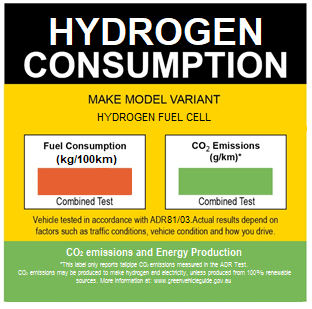 HYDROGEN
CONSUMPTION
MAKE MODEL VARIANT
HYDROGEN FUEL CELL
Fuel Consumption
(kg/100km)
Combined Test
CO₂ Emissions
(g/km)*
Combined Test
Vehicle tested in accordance with ADR81/03.Actual results depend on
factors such as traffic conditions, vehicle condition and how you drive.
CO₂ emissions and Energy Production
*This label only reports tailpipe CO₂ emissions measured in the ADR Test.
CO₂ emissions may be produced to make hydrogen and electricity, unless produced from 100% renewable
sources. More information at: www.greenvehicleguide.gov.au